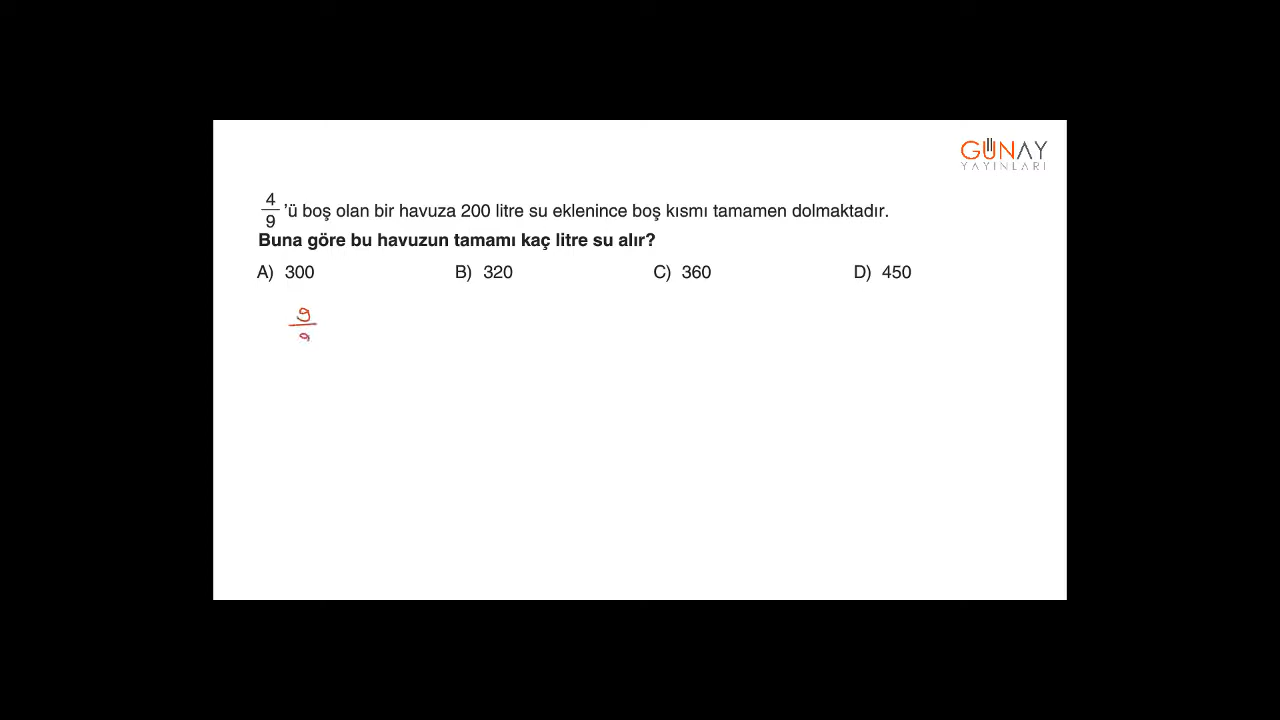 GÜNAY
YAYINLARI
4/9 'ü boş olan bir havuza 200 litre su eklenince boş kısmı tamamen dolmaktadır.
Buna göre bu havuzun tamamı kaç litre su alır?
A) 300 B) 320 C) 360 D) 450
9/9